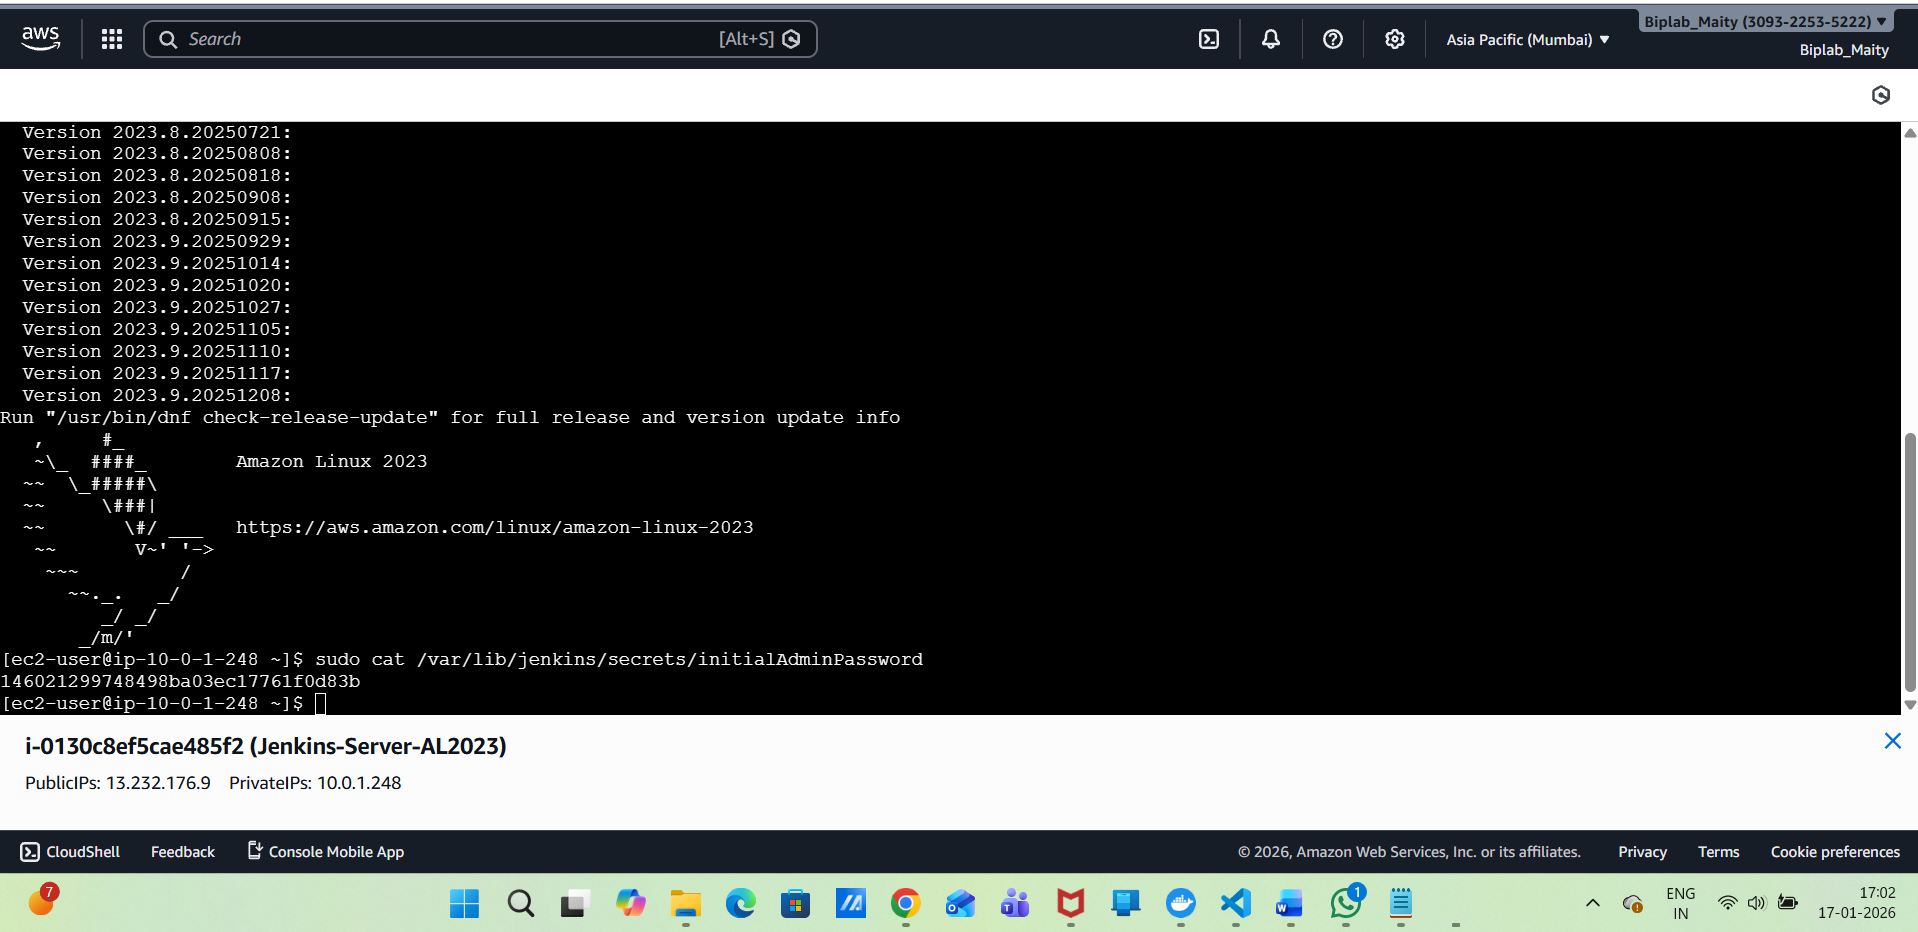 aws
Search
[Alt+S]
Asia Pacific (Mumbai) ▼
Biplab_Maity (3093-2253-5222) ▼
Biplab_Maity
Version 2023.8.20250721:
Version 2023.8.20250808:
Version 2023.8.20250818:
Version 2023.8.20250908:
Version 2023.8.20250915:
Version 2023.9.20250929:
Version 2023.9.20251014:
Version 2023.9.20251020:
Version 2023.9.20251027:
Version 2023.9.20251105:
Version 2023.9.20251110:
Version 2023.9.20251117:
Version 2023.9.20251208:
Run "/usr/bin/dnf check-release-update" for full release and version update info
   ,     #_
   ~\_  ####_        Amazon Linux 2023
  ~~  \_#####\
  ~~     \###|
  ~~       \#/ ___   https://aws.amazon.com/linux/amazon-linux-2023
   ~~       V~' '->
    ~~~         /
      ~~._.   _/
         _/ _/
       _/m/'
[ec2-user@ip-10-0-1-248 ~]$ sudo cat /var/lib/jenkins/secrets/initialAdminPassword
146021299748498ba03ec17761f0d83b
[ec2-user@ip-10-0-1-248 ~]$
i-0130c8ef5cae485f2 (Jenkins-Server-AL2023)
PublicIPs: 13.232.176.9 PrivateIPs: 10.0.1.248
CloudShell Feedback Console Mobile App © 2026, Amazon Web Services, Inc. or its affiliates. Privacy Terms Cookie preferences
7
1
ENG
IN
17:02
17-01-2026